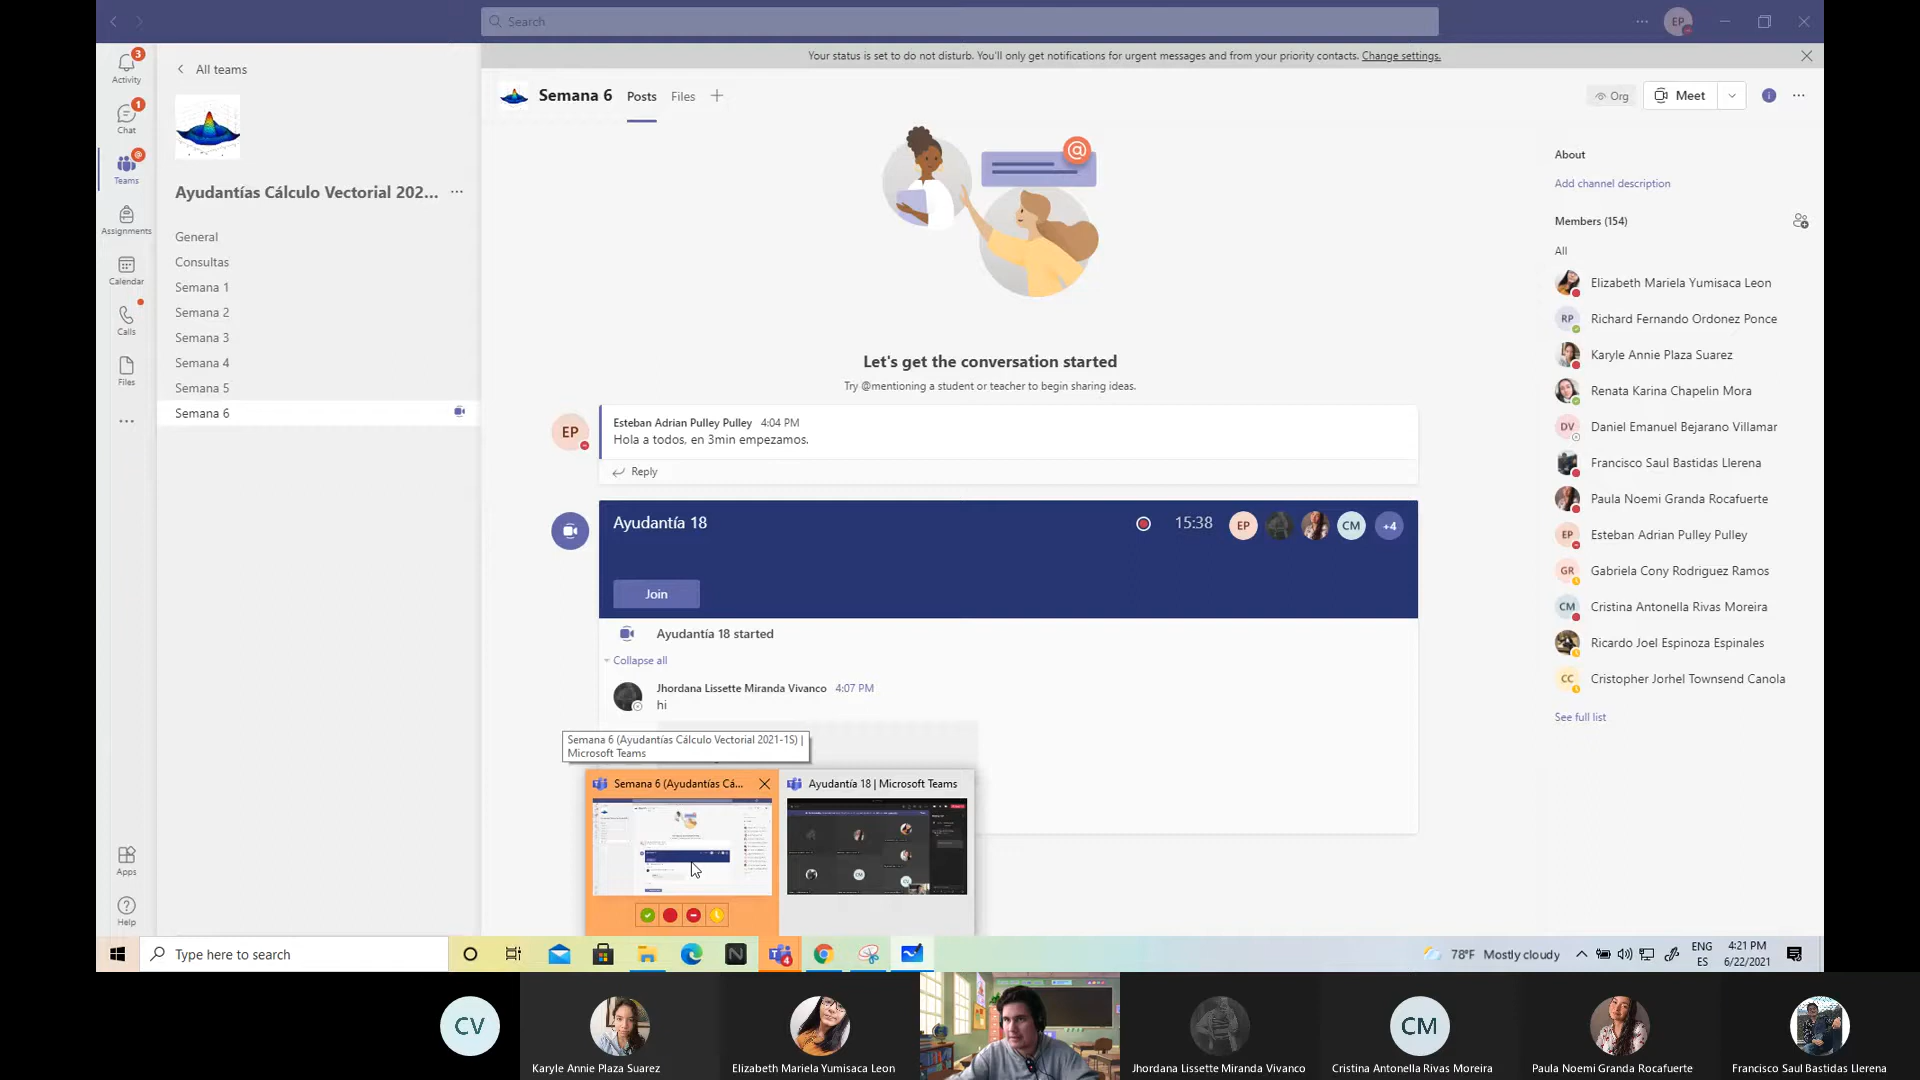 Search
EP
Your status is set to do not disturb. You'll only get notifications for urgent messages and from your priority contacts. Change settings.
Activity
3
Chat
1
Teams
Assignments
Calendar
Calls
Files
Apps
Help
All teams
Ayudantías Cálculo Vectorial 202...
General
Consultas
Semana 1
Semana 2
Semana 3
Semana 4
Semana 5
Semana 6
Semana 6
Posts
Files
Org
Meet
@
Let's get the conversation started
Try @mentioning a student or teacher to begin sharing ideas.
EP
Esteban Adrian Pulley Pulley 4:04 PM
Hola a todos, en 3min empezamos.
Reply
Ayudantía 18
15:38
EP
CM
+4
Join
Ayudantía 18 started
Collapse all
Jhordana Lissette Miranda Vivanco 4:07 PM
hi
Semana 6 (Ayudantías Cálculo Vectorial 2021-1S) |
Microsoft Teams
Semana 6 (Ayudantías Cá...
Ayudantía 18 | Microsoft Teams
About
Add channel description
Members (154)
All
Elizabeth Mariela Yumisaca Leon
RP
Richard Fernando Ordonez Ponce
Karyle Annie Plaza Suarez
Renata Karina Chapelin Mora
DV
Daniel Emanuel Bejarano Villamar
Francisco Saul Bastidas Llerena
Paula Noemi Granda Rocafuerte
EP
Esteban Adrian Pulley Pulley
GR
Gabriela Cony Rodriguez Ramos
CM
Cristina Antonella Rivas Moreira
Ricardo Joel Espinoza Espinales
CC
Cristopher Jorhel Townsend Canola
See full list
Type here to search
N
4
78°F Mostly cloudy
ENG
ES
4:21 PM
6/22/2021
CV
Karyle Annie Plaza Suarez
Elizabeth Mariela Yumisaca Leon
Jhordana Lissette Miranda Vivanco
CM
Cristina Antonella Rivas Moreira
Paula Noemi Granda Rocafuerte
Francisco Saul Bastidas Llerena